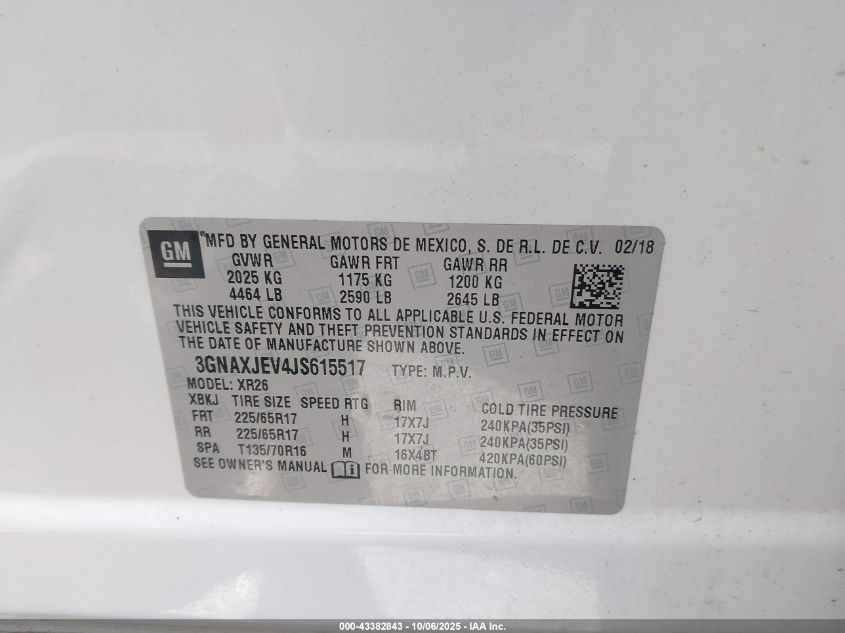 GM ® MFD BY GENERAL MOTORS DE MEXICO, S. DE R.L. DE C.V. 02/18
GVWR GAWR FRT GAWR RR
2025 KG 1175 KG 1200 KG
4464 LB 2590 LB 2645 LB
THIS VEHICLE CONFORMS TO ALL APPLICABLE U.S. FEDERAL MOTOR
VEHICLE SAFETY AND THEFT PREVENTION STANDARDS IN EFFECT ON
THE DATE OF MANUFACTURE SHOWN ABOVE.
3GNAXJEV4JS615517 TYPE: M.P.V.
MODEL: XR26
XBKJ TIRE SIZE SPEED RTG RIM COLD TIRE PRESSURE
FRT 225/65R17 H 17X7J 240KPA(35PSI)
RR 225/65R17 H 17X7J 240KPA(35PSI)
SPA T135/70R16 M 16X4BT 420KPA(60PSI)
SEE OWNER'S MANUAL FOR MORE INFORMATION.
000-43382843 - 10/06/2025 - IAA Inc.